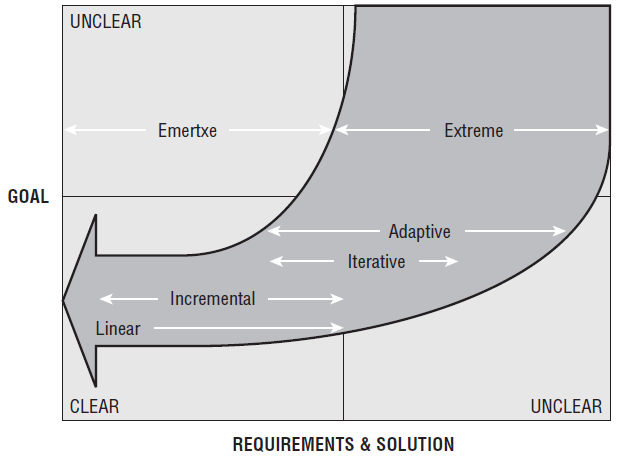 UNCLEAR
Emertxe
Extreme
GOAL
Adaptive
Iterative
Incremental
Linear
CLEAR
UNCLEAR
REQUIREMENTS & SOLUTION